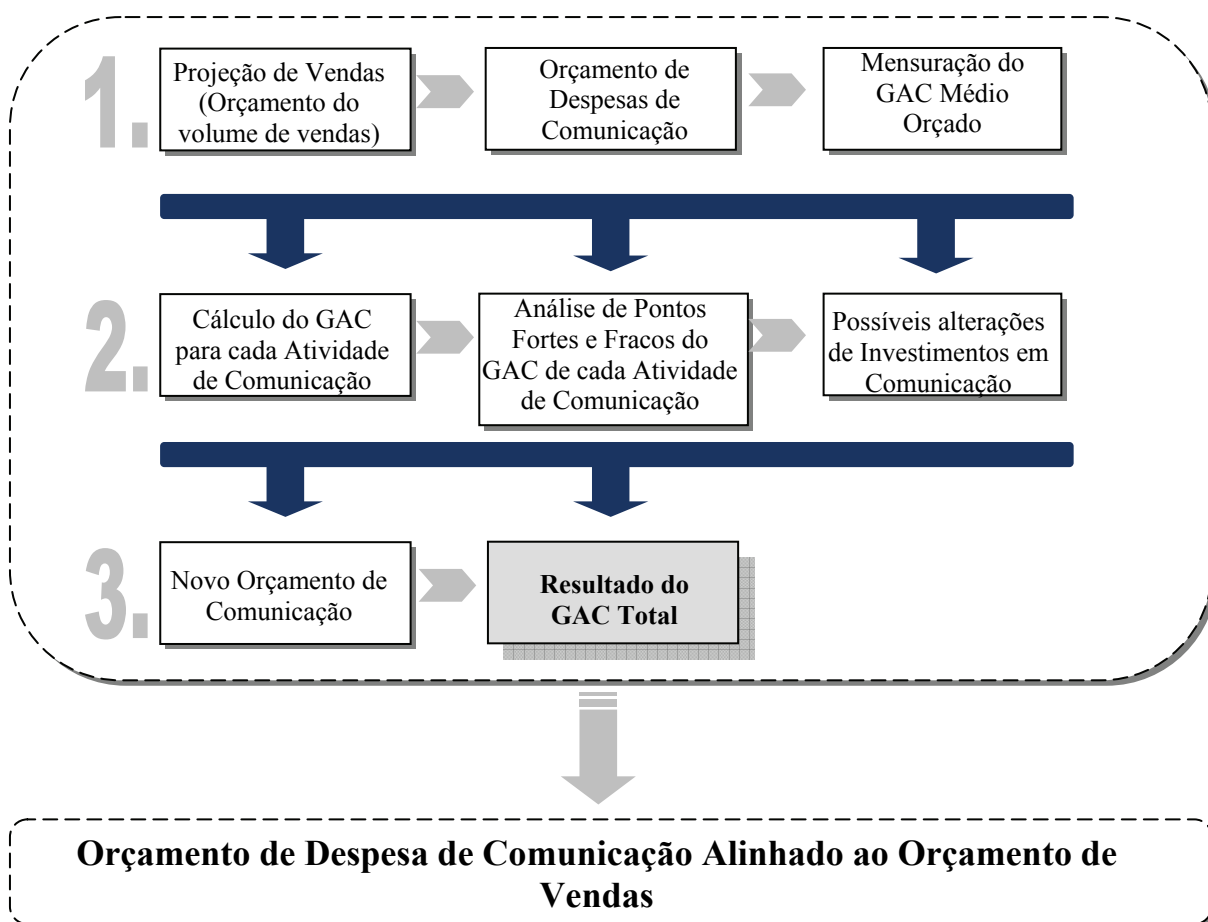 1.
Projeção de Vendas
(Orçamento do
volume de vendas)
Orçamento de
Despesas de
Comunicação
Mensuração do
GAC Médio
Orçado
2.
Cálculo do GAC
para cada Atividade
de Comunicação
Análise de Pontos
Fortes e Fracos do
GAC de cada Atividade
de Comunicação
Possíveis alterações
de Investimentos em
Comunicação
3.
Novo Orçamento de
Comunicação
Resultado do
GAC Total
Orçamento de Despesa de Comunicação Alinhado ao Orçamento de
Vendas